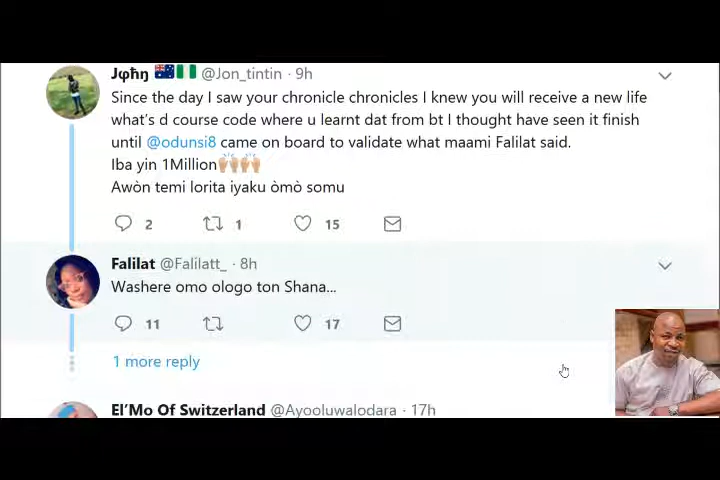 Jφħŋ 🇦🇺🇳🇬 @Jon_tintin · 9h
Since the day I saw your chronicle chronicles I knew you will receive a new life
what's d course code where u learnt dat from bt I thought have seen it finish
until @odunsi8 came on board to validate what maami Falilat said.
Iba yin 1Million🙌🏼🙌🏼
Awòn temi lorita iyaku òmò somu
2 1 15
Falilat @Falilatt_ · 8h
Washere omo ologo ton Shana...
11 17
1 more reply
El'Mo Of Switzerland @Ayooluwalodara · 17h